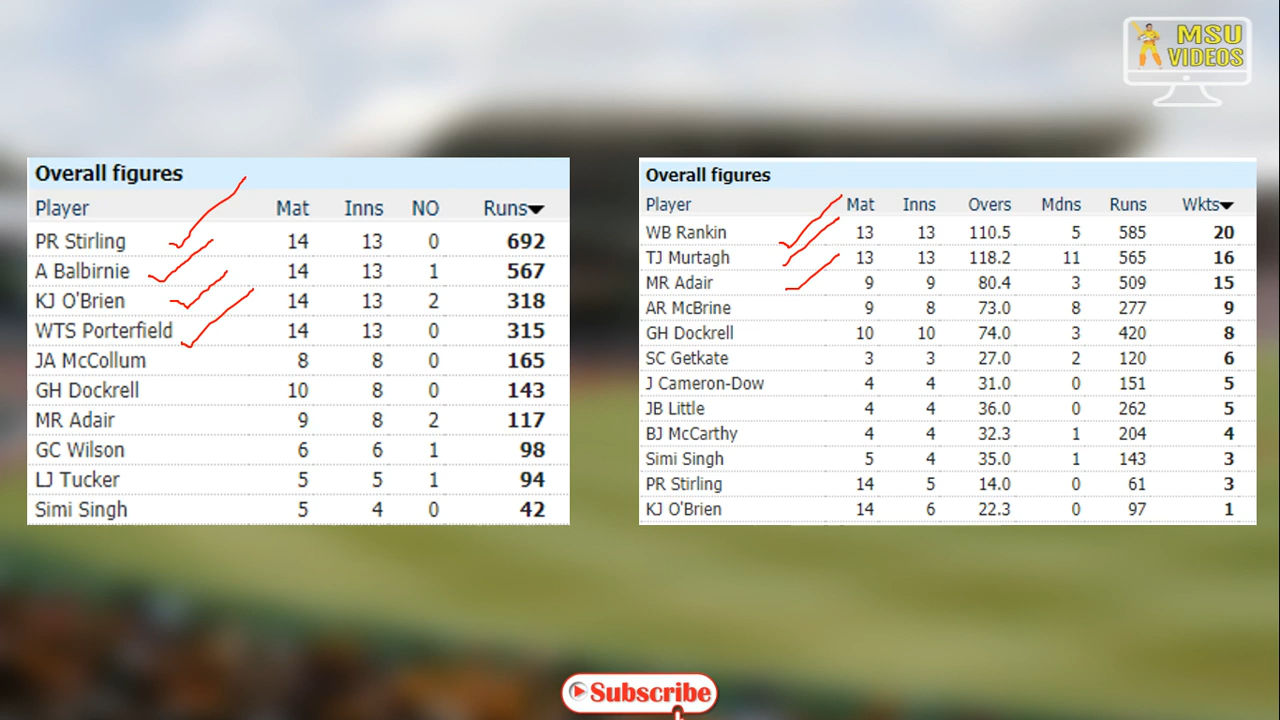 MSU
VIDEOS
Overall figures
Player Mat Inns NO Runs
PR Stirling 14 13 0 692
A Balbirnie 14 13 1 567
KJ O'Brien 14 13 2 318
WTS Porterfield 14 13 0 315
JA McCollum 8 8 0 165
GH Dockrell 10 8 0 143
MR Adair 9 8 2 117
GC Wilson 6 6 1 98
LJ Tucker 5 5 1 94
Simi Singh 5 4 0 42
Overall figures
Player Mat Inns Overs Mdns Runs Wkts
WB Rankin 13 13 110.5 5 585 20
TJ Murtagh 13 13 118.2 11 565 16
MR Adair 9 9 80.4 3 509 15
AR McBrine 9 8 73.0 8 277 9
GH Dockrell 10 10 74.0 3 420 8
SC Getkate 3 3 27.0 2 120 6
J Cameron-Dow 4 4 31.0 0 151 5
JB Little 4 4 36.0 0 262 5
BJ McCarthy 4 4 32.3 1 204 4
Simi Singh 5 4 35.0 1 143 3
PR Stirling 14 5 14.0 0 61 3
KJ O'Brien 14 6 22.3 0 97 1
Subscribe